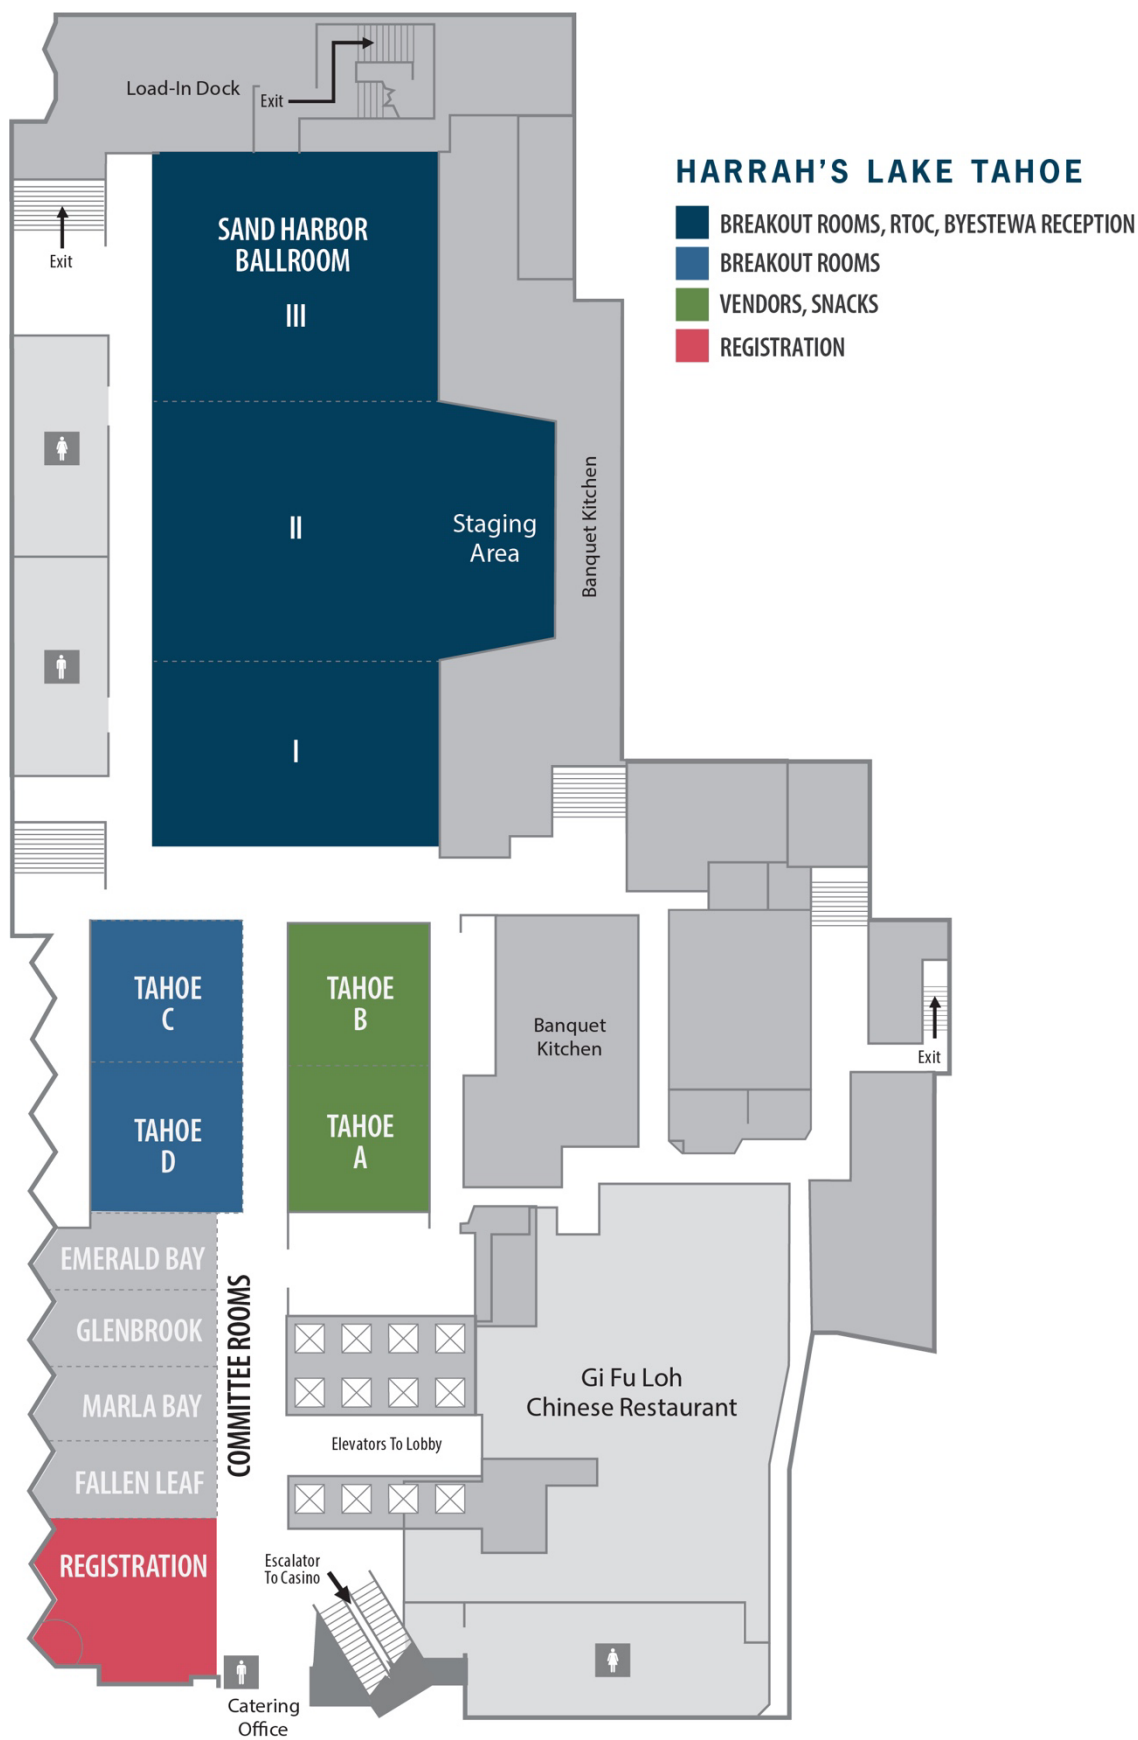 Load-In Dock
Exit
HARRAH'S LAKE TAHOE
BREAKOUT ROOMS, RTOC, BYESTEWA RECEPTION
BREAKOUT ROOMS
VENDORS, SNACKS
REGISTRATION
Exit
SAND HARBOR
BALLROOM
III
II
Staging
Area
Banquet Kitchen
I
TAHOE
C
TAHOE
B
Banquet
Kitchen
Exit
TAHOE
D
TAHOE
A
EMERALD BAY
GLENBROOK
MARLA BAY
FALLEN LEAF
COMMITTEE ROOMS
Gi Fu Loh
Chinese Restaurant
Elevators To Lobby
REGISTRATION
Escalator
To Casino
Catering
Office